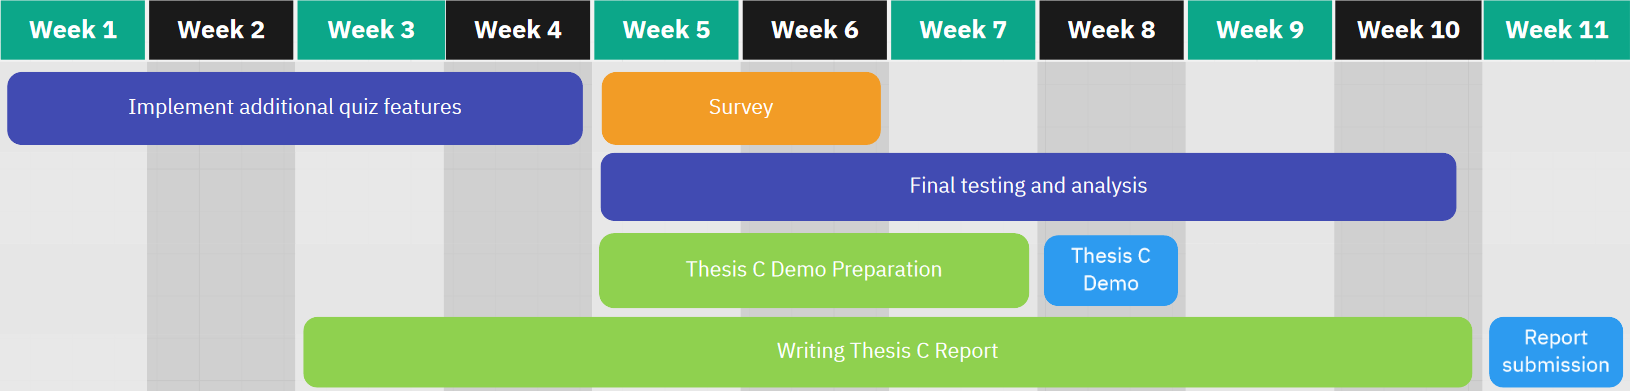 Week 1 Week 2 Week 3 Week 4 Week 5 Week 6 Week 7 Week 8 Week 9 Week 10 Week 11
Implement additional quiz features Survey
Final testing and analysis
Thesis C Demo Preparation
Thesis C
Demo
Writing Thesis C Report
Report
submission